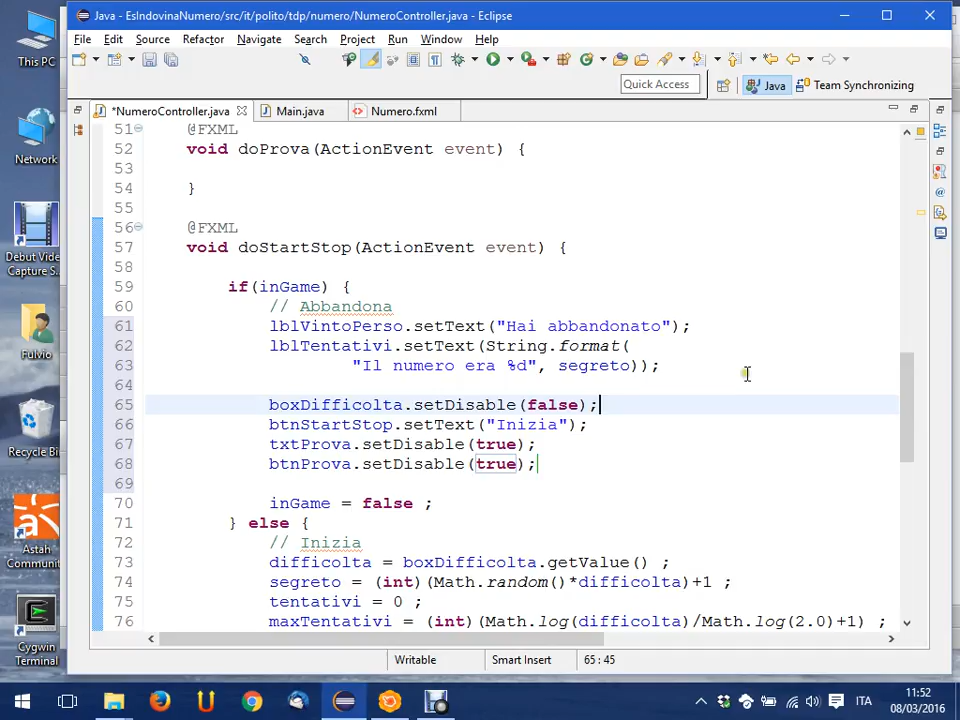 This PC
Network
Debut Vide
Capture S...
Fulvio
Recycle Bi
Astah
Communi
Cygwin
Terminal
Java - EsIndovinaNumero/src/it/polito/tdp/numero/NumeroController.java - Eclipse
File Edit Source Refactor Navigate Search Project Run Window Help
Quick Access
Java
Team Synchronizing
*NumeroController.java
Main.java
Numero.fxml
51 @FXML
52 void doProva(ActionEvent event) {
53
54 }
55
56 @FXML
57 void doStartStop(ActionEvent event) {
58
59 if(inGame) {
60 // Abbandona
61 lblVintoPerso.setText("Hai abbandonato");
62 lblTentativi.setText(String.format(
63 "Il numero era %d", segreto));
64
65 boxDifficolta.setDisable(false);
66 btnStartStop.setText("Inizia");
67 txtProva.setDisable(true);
68 btnProva.setDisable(true);
69
70 inGame = false ;
71 } else {
72 // Inizia
73 difficolta = boxDifficolta.getValue() ;
74 segreto = (int)(Math.random()*difficolta)+1 ;
75 tentativi = 0 ;
76 maxTentativi = (int)(Math.log(difficolta)/Math.log(2.0)+1) ;
Writable Smart Insert 65 : 45
ITA
11:52
08/03/2016